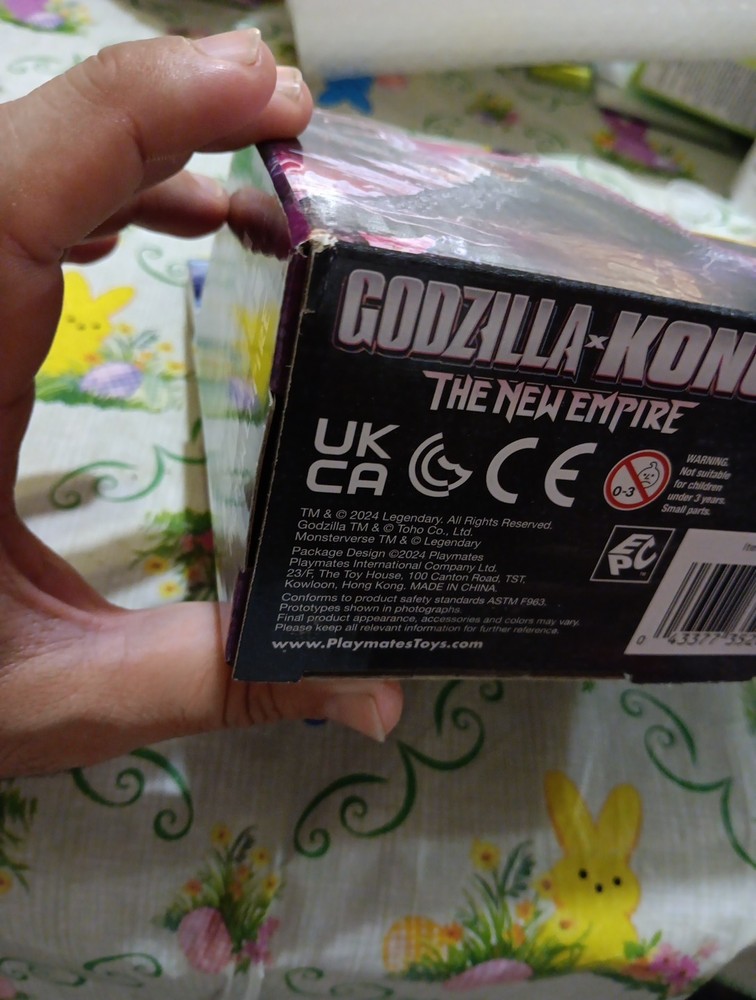 GODZILLA x KONG
THE NEW EMPIRE
UK
CA
CE
0-3
WARNING.
Not suitable
for children
under 3 years.
Small parts.
TM & © 2024 Legendary. All Rights Reserved.
Godzilla TM & © Toho Co., Ltd.
Monsterverse TM & © Legendary
Package Design ©2024 Playmates
Playmates International Company Ltd.
23/F, The Toy House, 100 Canton Road, TST,
Kowloon, Hong Kong. MADE IN CHINA.
Conforms to product safety standards ASTM F963.
Prototypes shown in photographs.
Final product appearance, accessories and colors may vary.
Please keep all relevant information for further reference.
www.PlaymatesToys.com
EPC
0 43377